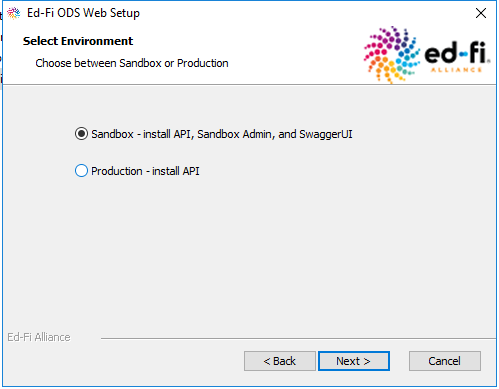 Ed-Fi ODS Web Setup
Select Environment
Choose between Sandbox or Production
ed-fi.
ALLIANCE
Sandbox - install API, Sandbox Admin, and SwaggerUI
Production - install API
Ed-Fi Alliance
< Back
Next >
Cancel